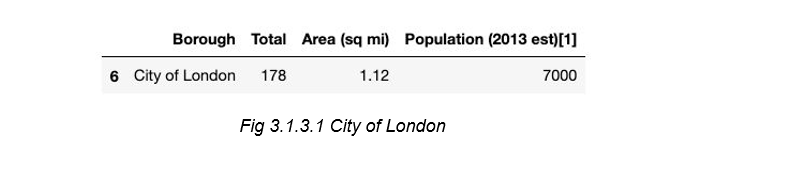 Borough Total Area (sq mi) Population (2013 est)[1]
6 City of London 178 1.12 7000
Fig 3.1.3.1 City of London